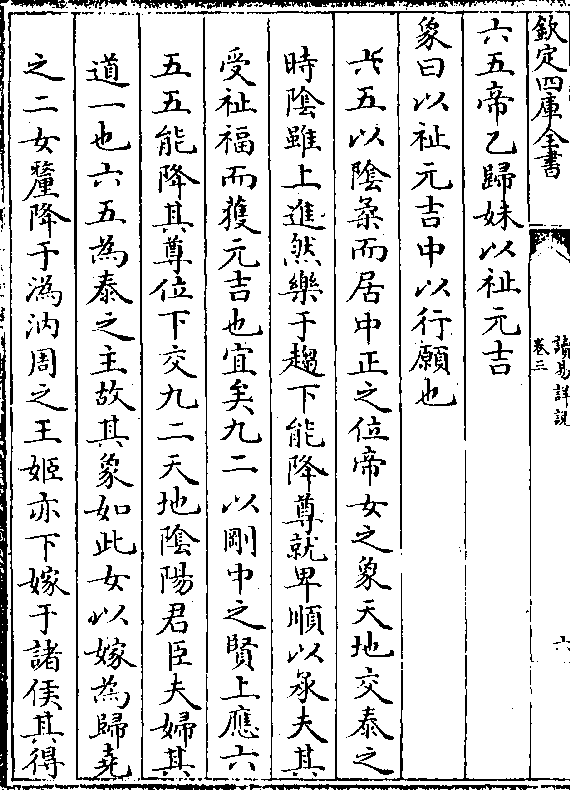 欽定四庫全書
讀易詳説
卷三
六
六五帝乙歸妹以祉元吉
象曰以祉元吉中以行願也
六五以陰柔而居中正之位帝女之象天地交泰之
時陰雖上進然樂于趨下能降尊就卑順以承夫其
受祉福而獲元吉也宜矣九二以剛中之賢上應六
五五能降其尊位下交九二天地陰陽君臣夫婦其
道一也六五為泰之主故其象如此女以嫁為歸堯
之二女釐降于溈汭周之王姬亦下嫁于諸侯其得